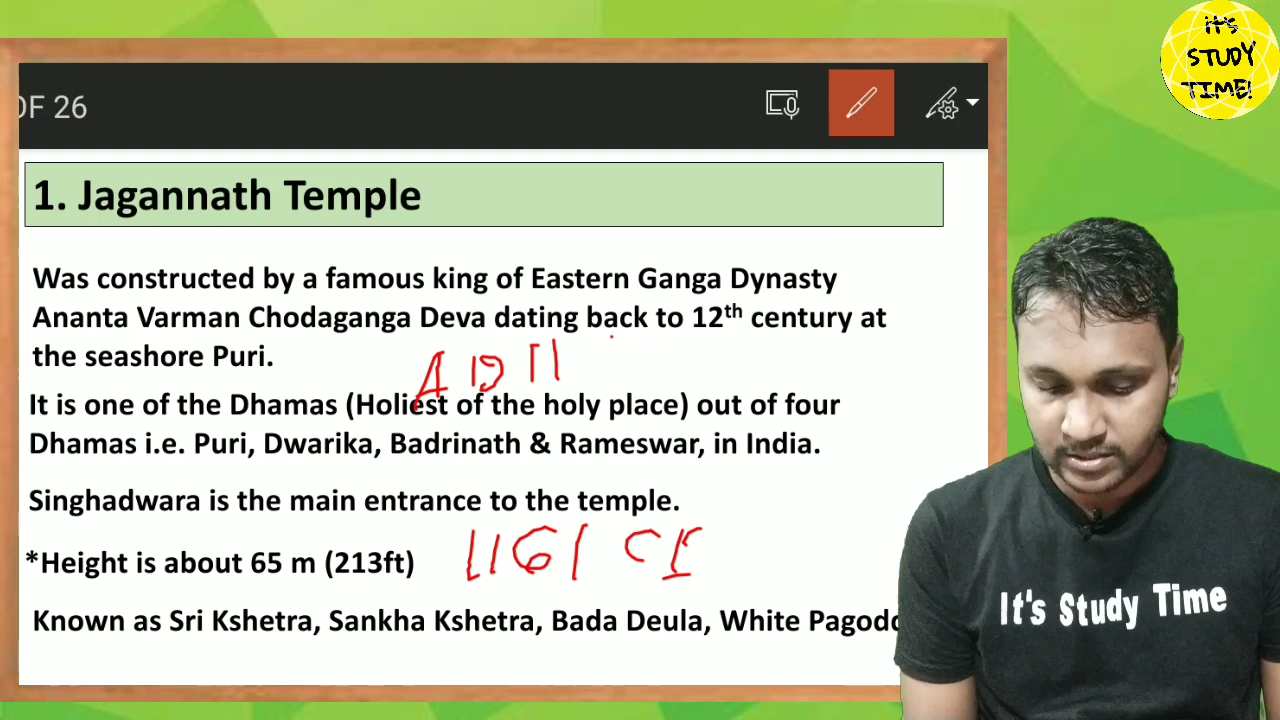 IT'S
STUDY
TIME!
OF 26
1. Jagannath Temple
Was constructed by a famous king of Eastern Ganga Dynasty
Ananta Varman Chodaganga Deva dating back to 12th century at
the seashore Puri.
It is one of the Dhamas (Holiest of the holy place) out of four
Dhamas i.e. Puri, Dwarika, Badrinath & Rameswar, in India.
Singhadwara is the main entrance to the temple.
*Height is about 65 m (213ft)
1161 CE
Known as Sri Kshetra, Sankha Kshetra, Bada Deula, White
It's Study Time